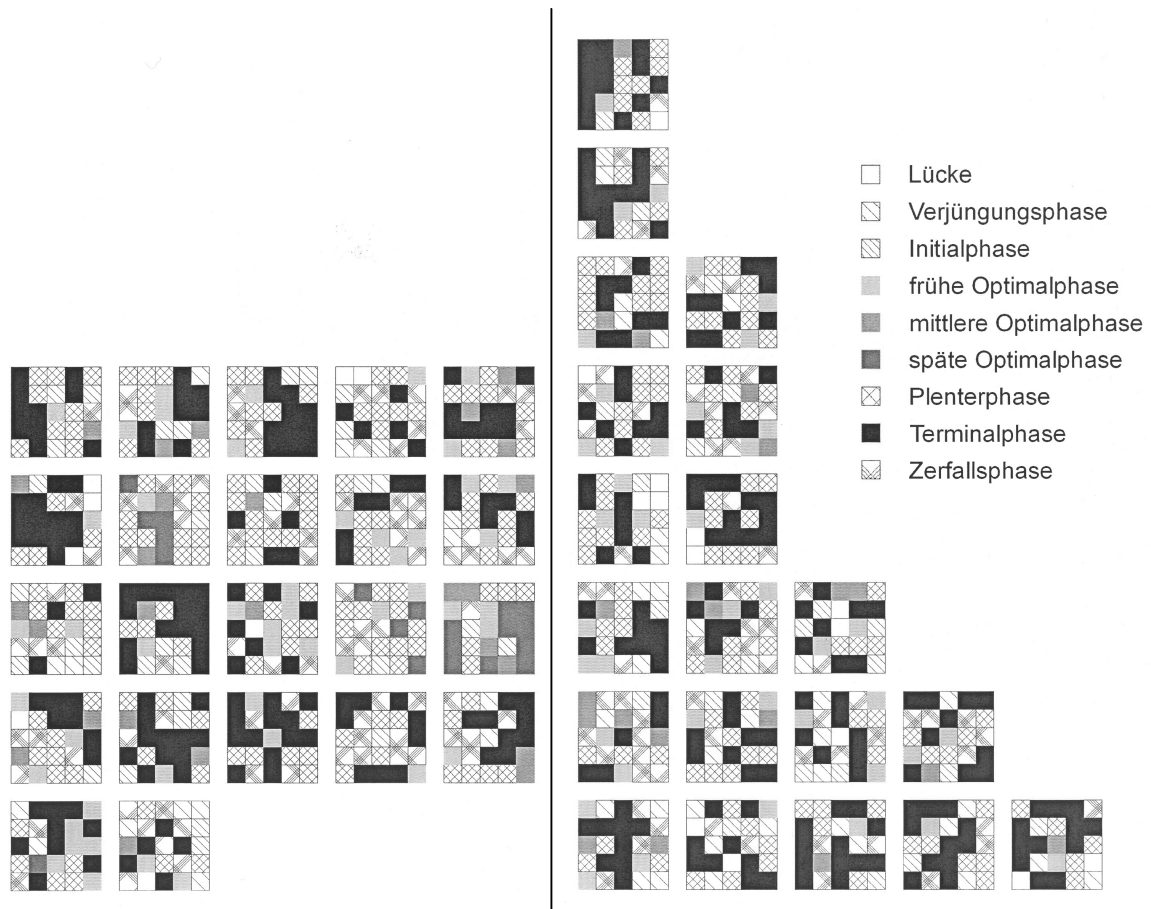 Lücke
Verjüngungsphase
Initialphase
frühe Optimalphase
mittlere Optimalphase
späte Optimalphase
Plenterphase
Terminalphase
Zerfallsphase